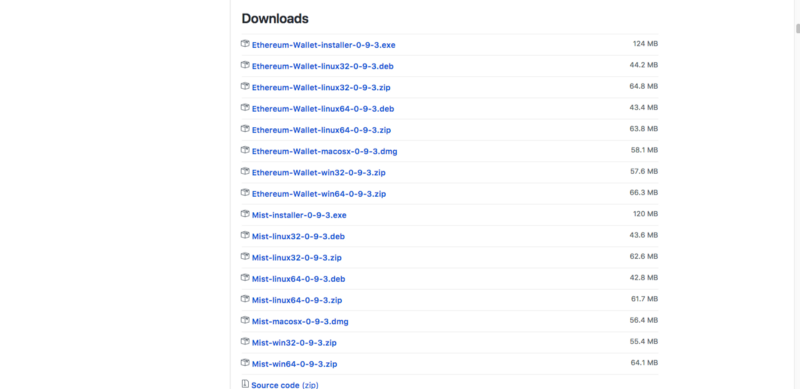 Downloads
Ethereum-Wallet-installer-0-9-3.exe 124 MB
Ethereum-Wallet-linux32-0-9-3.deb 44.2 MB
Ethereum-Wallet-linux32-0-9-3.zip 64.8 MB
Ethereum-Wallet-linux64-0-9-3.deb 43.4 MB
Ethereum-Wallet-linux64-0-9-3.zip 63.8 MB
Ethereum-Wallet-macosx-0-9-3.dmg 58.1 MB
Ethereum-Wallet-win32-0-9-3.zip 57.6 MB
Ethereum-Wallet-win64-0-9-3.zip 66.3 MB
Mist-installer-0-9-3.exe 120 MB
Mist-linux32-0-9-3.deb 43.6 MB
Mist-linux32-0-9-3.zip 62.6 MB
Mist-linux64-0-9-3.deb 42.8 MB
Mist-linux64-0-9-3.zip 61.7 MB
Mist-macosx-0-9-3.dmg 56.4 MB
Mist-win32-0-9-3.zip 55.4 MB
Mist-win64-0-9-3.zip 64.1 MB
Source code (zip)